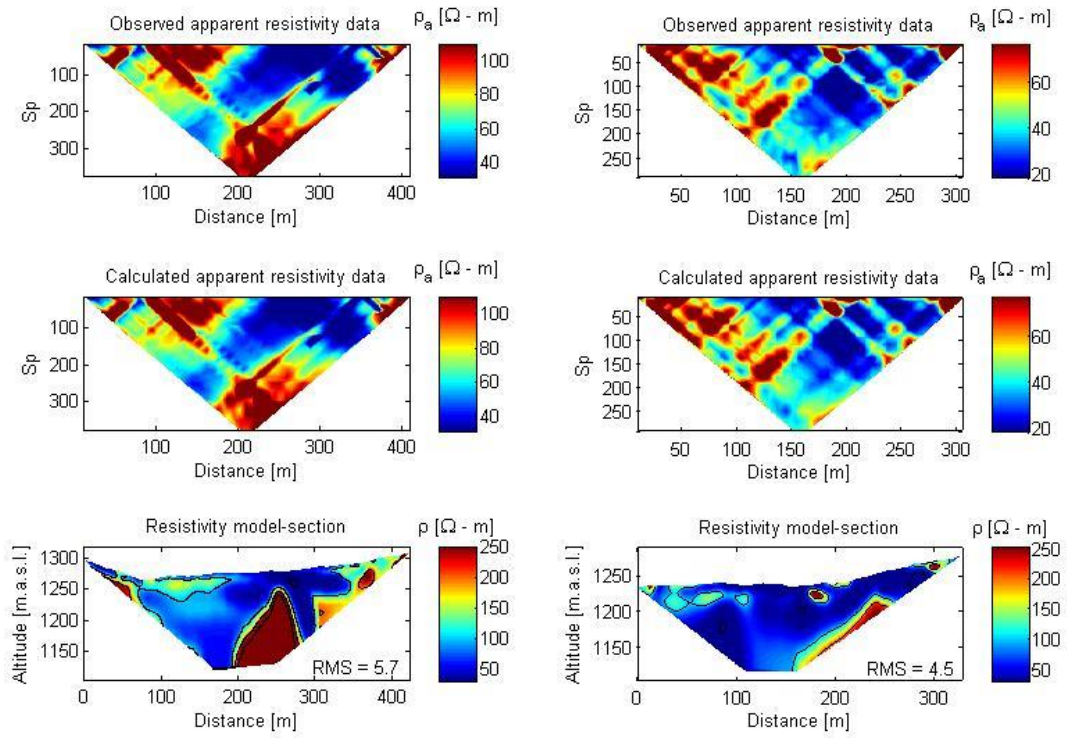 Observed apparent resistivity data
ρa [Ω - m]
100
200
300
Sp
100
200
300
400
Distance [m]
100
80
60
40
Observed apparent resistivity data
ρa [Ω - m]
50
100
150
200
250
Sp
50
100
150
200
250
300
Distance [m]
60
40
20
Calculated apparent resistivity data
ρa [Ω - m]
100
200
300
Sp
100
200
300
400
Distance [m]
100
80
60
40
Calculated apparent resistivity data
ρa [Ω - m]
50
100
150
200
250
Sp
50
100
150
200
250
300
Distance [m]
60
40
20
Resistivity model-section
ρ [Ω - m]
1300
1250
1200
1150
Altitude [m.a.s.l.]
RMS = 5.7
0
100
200
300
400
Distance [m]
250
200
150
100
50
Resistivity model-section
ρ [Ω - m]
1250
1200
1150
Altitude [m.a.s.l.]
RMS = 4.5
0
100
200
300
Distance [m]
250
200
150
100
50